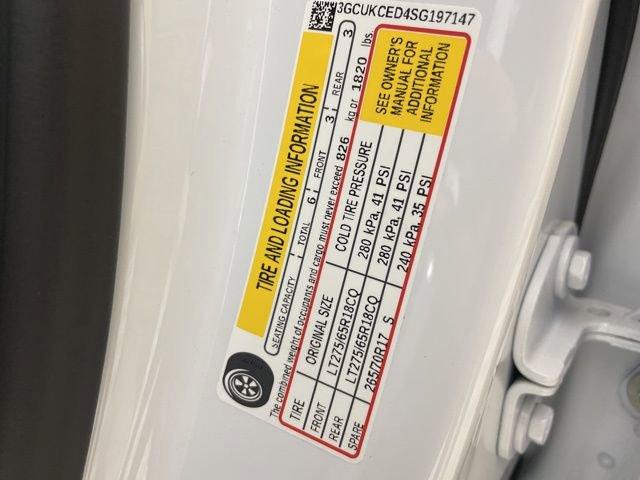 3GCUKCED4SG197147
TIRE AND LOADING INFORMATION
SEATING CAPACITY TOTAL 6 FRONT 3 REAR 3
The combined weight of occupants and cargo must never exceed 826 kg or 1820 lbs.
TIRE ORIGINAL SIZE COLD TIRE PRESSURE
FRONT LT275/65R18CQ 280 kPa, 41 PSI
REAR LT275/65R18CQ 280 kPa, 41 PSI
SPARE 265/70R17 S 240 kPa, 35 PSI
SEE OWNER'S
MANUAL FOR
ADDITIONAL
INFORMATION